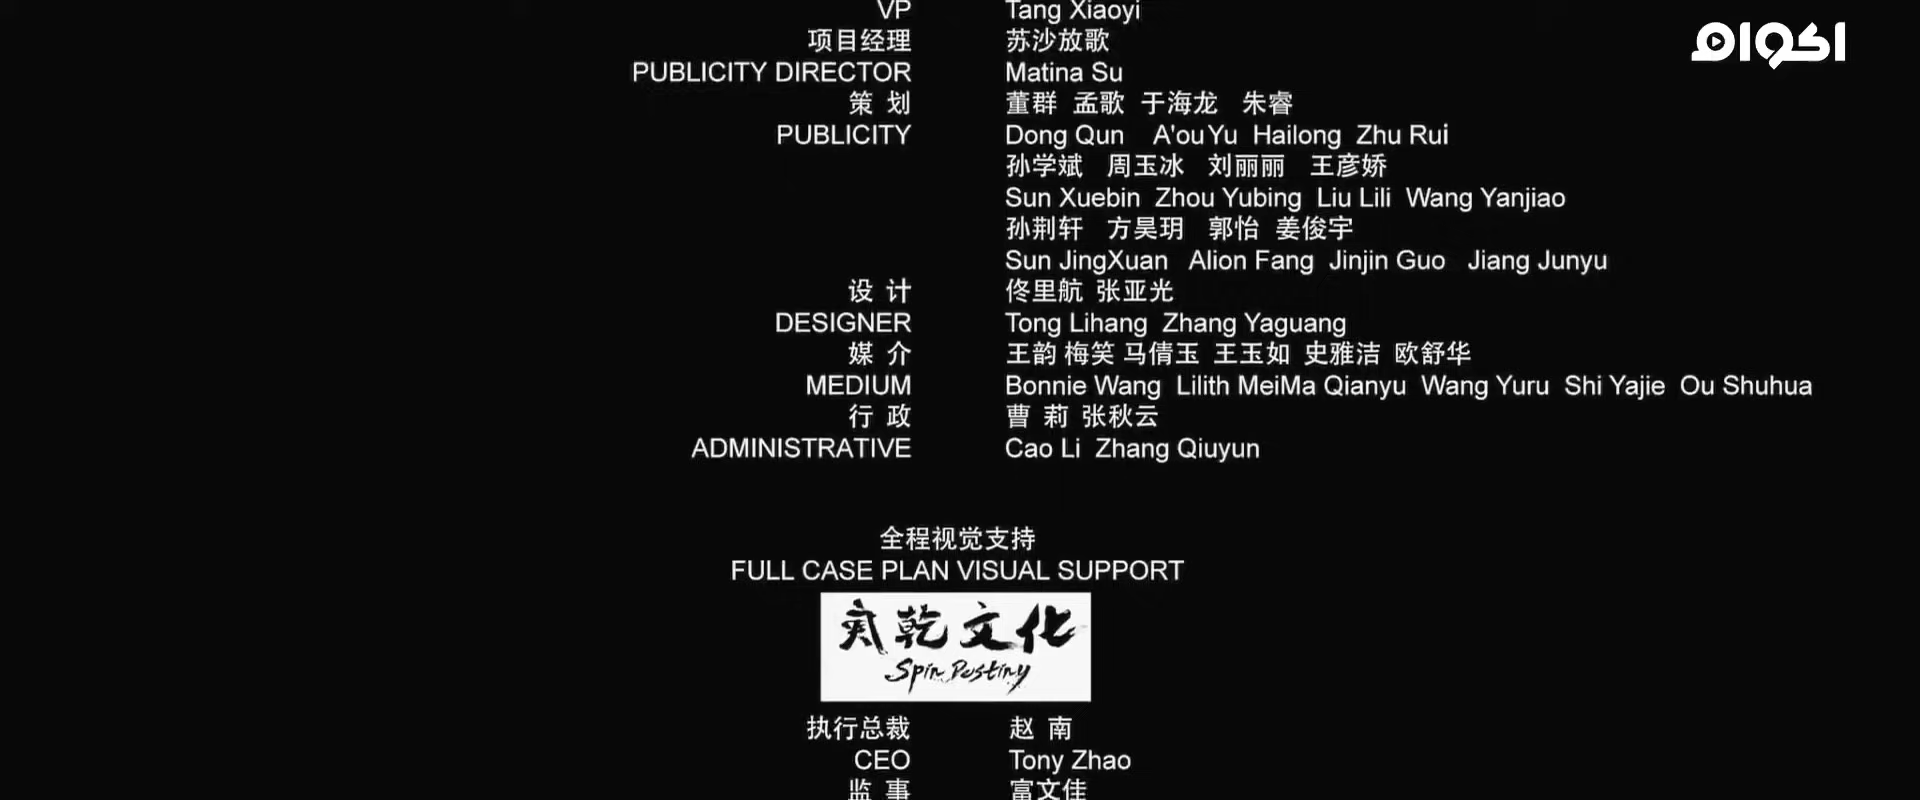 VP Tang Xiaoyi
اكوام
项目经理 苏沙放歌
PUBLICITY DIRECTOR Matina Su
策 划 董群 孟歌 于海龙 朱睿
PUBLICITY Dong Qun A'ou Yu Hailong Zhu Rui
孙学斌 周玉冰 刘丽丽 王彦娇
Sun Xuebin Zhou Yubing Liu Lili Wang Yanjiao
孙荆轩 方昊玥 郭怡 姜俊宇
Sun JingXuan Alion Fang Jinjin Guo Jiang Junyu
设 计 佟里航 张亚光
DESIGNER Tong Lihang Zhang Yaguang
媒 介 王韵 梅笑 马倩玉 王玉如 史雅洁 欧舒华
MEDIUM Bonnie Wang Lilith MeiMa Qianyu Wang Yuru Shi Yajie Ou Shuhua
行 政 曹 莉 张秋云
ADMINISTRATIVE Cao Li Zhang Qiuyun
全程视觉支持
FULL CASE PLAN VISUAL SUPPORT
乾文化
Spin Destiny
执行总裁 赵 南
CEO Tony Zhao
监 事 富文佳